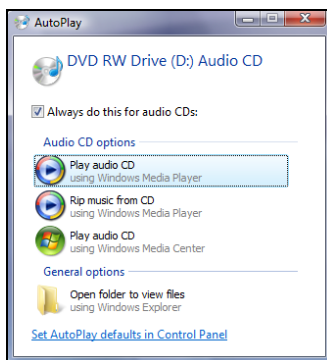 AutoPlay
DVD RW Drive (D:) Audio CD
Always do this for audio CDs:
Audio CD options
Play audio CD
using Windows Media Player
Rip music from CD
using Windows Media Player
Play audio CD
using Windows Media Center
General options
Open folder to view files
using Windows Explorer
Set AutoPlay defaults in Control Panel